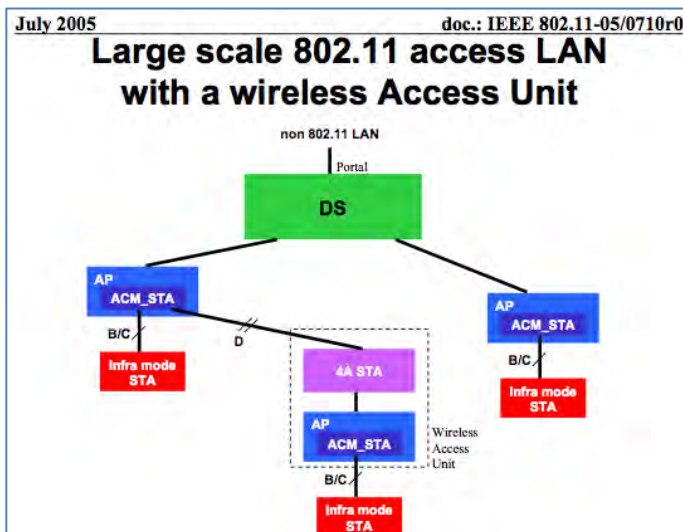 July 2005
doc.: IEEE 802.11-05/0710r0
Large scale 802.11 access LAN
with a wireless Access Unit
non 802.11 LAN
Portal
DS
AP
ACM_STA
AP
ACM_STA
B/C
D
B/C
Infra mode
STA
4A STA
Infra mode
STA
AP
ACM_STA
Wireless
Access
Unit
B/C
Infra mode
STA